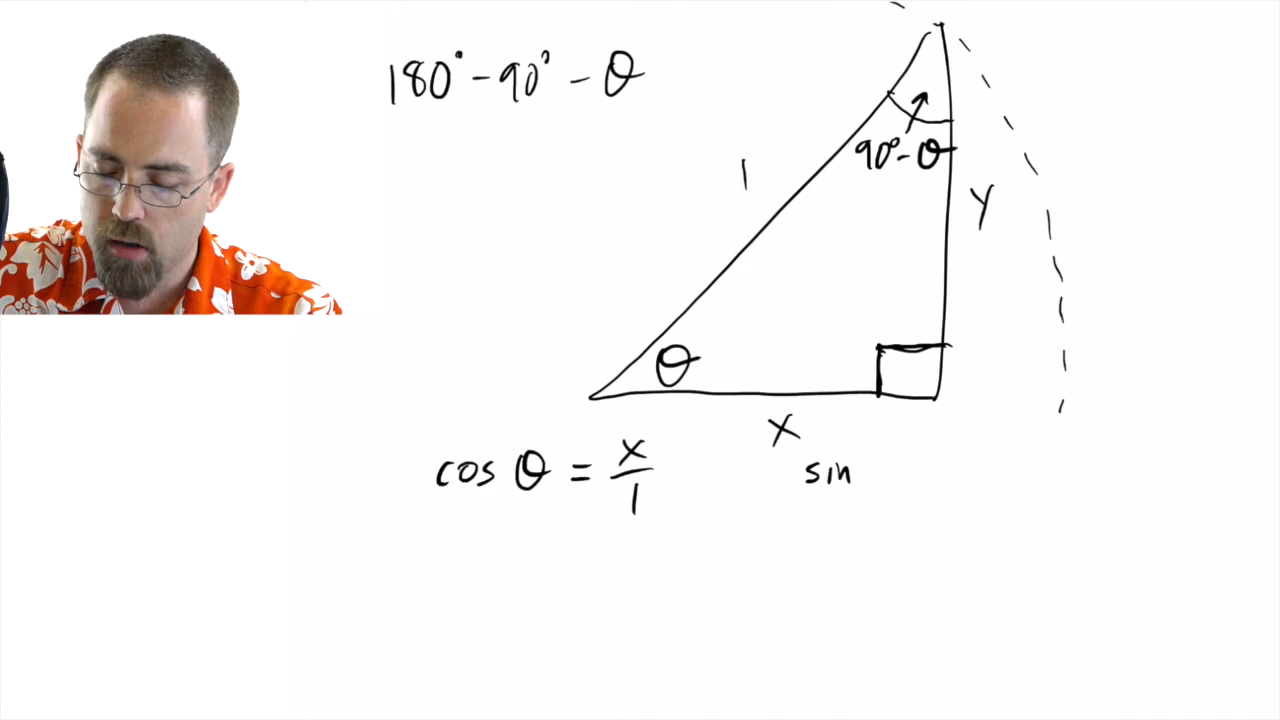 180° - 90° - θ
1
90° - θ
y
θ
x
cos θ = x/1
sin